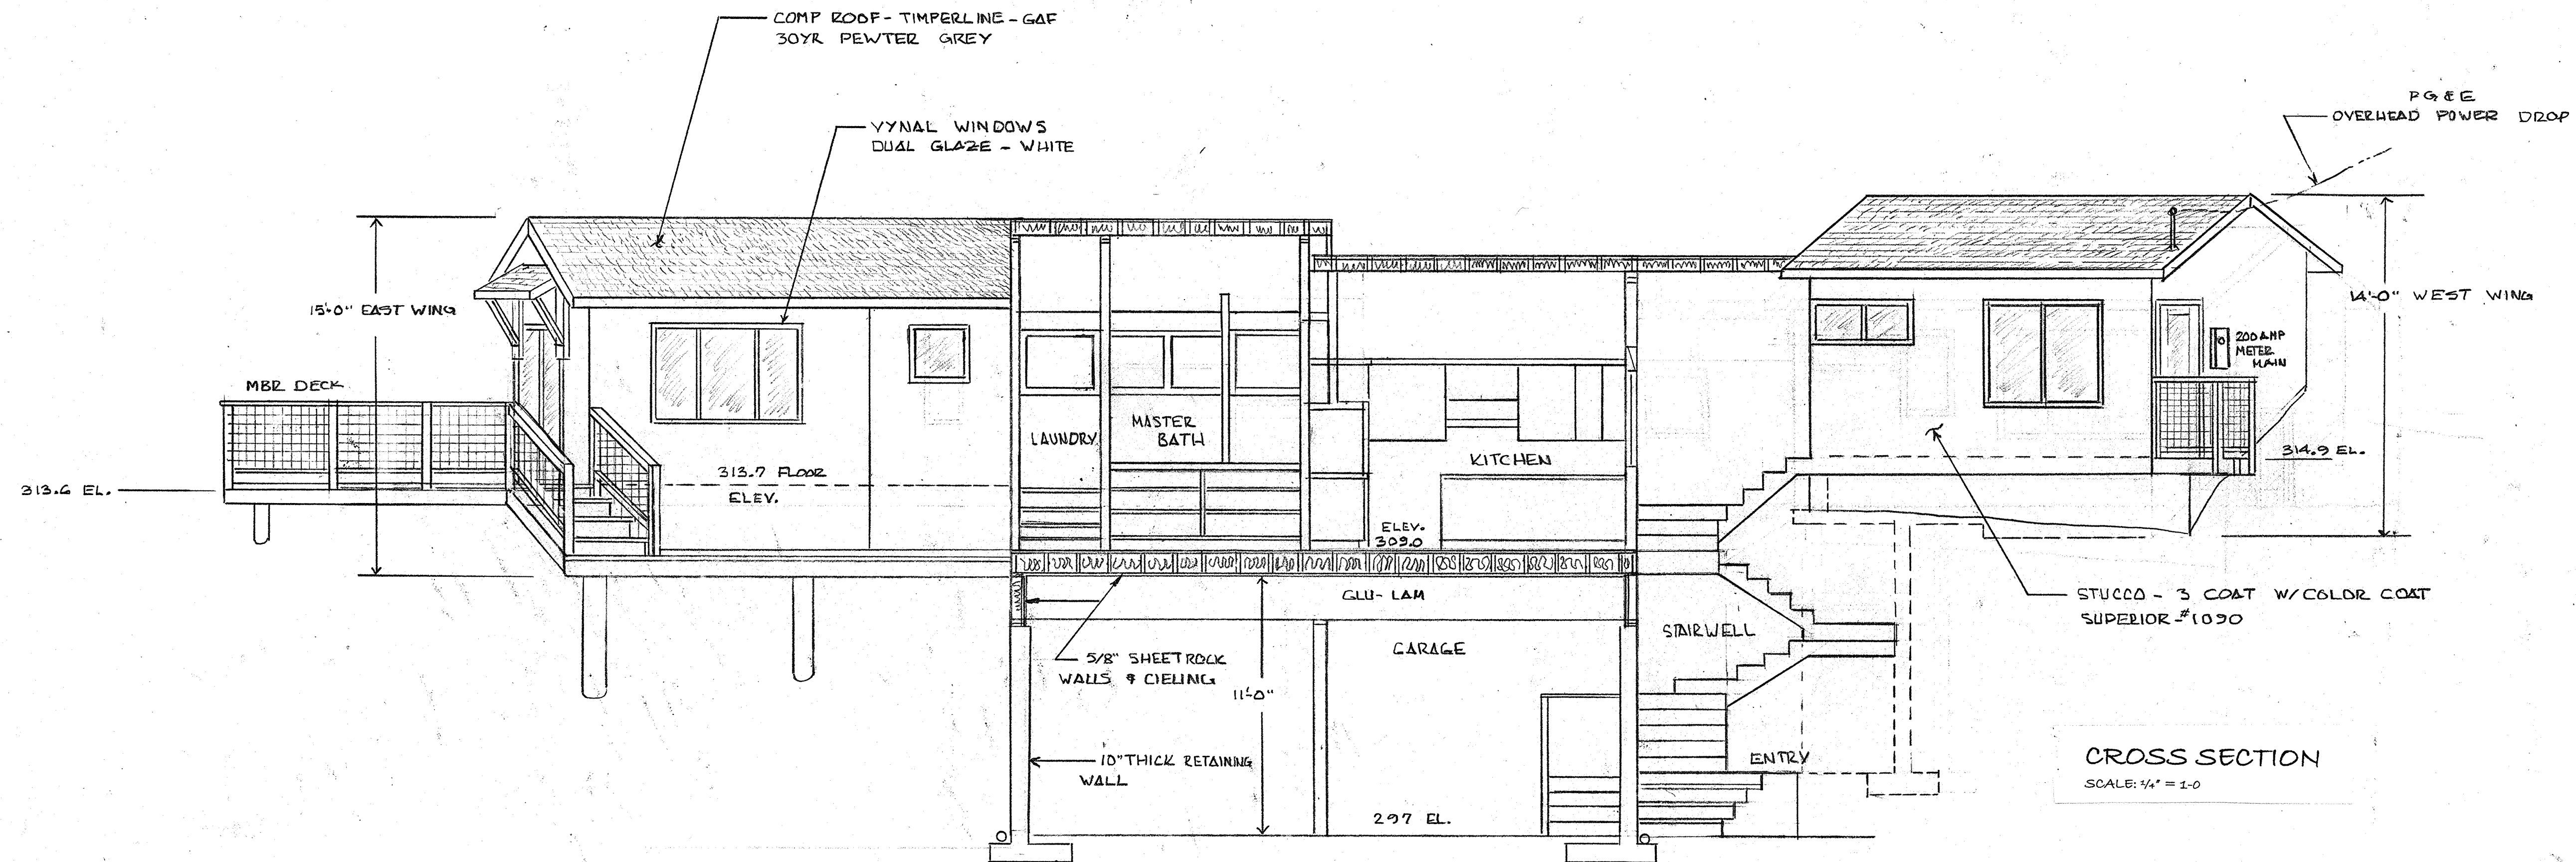 COMP ROOF - TIMPERLINE - GAF
30YR PEWTER GREY
VYNAL WINDOWS
DUAL GLAZE - WHITE
PG & E
OVERHEAD POWER DROP
15'-0" EAST WING
14'-0" WEST WING
200 AMP
METER
MAIN
MBR DECK
LAUNDRY
MASTER
BATH
KITCHEN
313.7 FLOOR
ELEV.
314.9 EL.
313.6 EL.
ELEV.
309.0
GLU-LAM
STUCCO - 3 COAT W/COLOR COAT
SUPERIOR - #1090
STAIRWELL
GARAGE
5/8" SHEETROCK
WALLS & CIELING
11'-0"
10" THICK RETAINING
WALL
ENTRY
297 EL.
CROSS SECTION
SCALE: 1/4" = 1-0